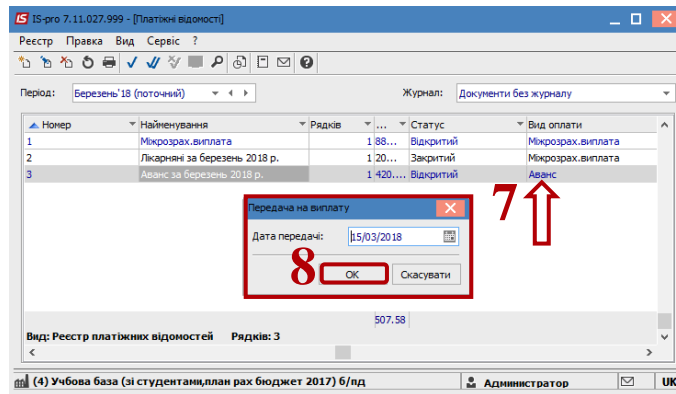 IS-pro 7.11.027.999 - [Платіжні відомості]
Реєстр Правка Вид Сервіс ?
Період: Березень'18 (поточний) Журнал: Документи без журналу
Номер Найменування Рядків ... Статус Вид оплати
1 Міжрозрах.виплата 1 88... Відкритий Міжрозрах.виплата
2 Лікарняні за березень 2018 р. 1 20... Закритий Міжрозрах.виплата
3 Аванс за березень 2018 р. 1 420.... Відкритий Аванс
7
Передача на виплату
Дата передачі: 15/03/2018
8 ОК Скасувати
507.58
Вид: Реєстр платіжних відомостей Рядків: 3
(4) Учбова база (зі студентами,план рах бюджет 2017) б/пд Администратор UK